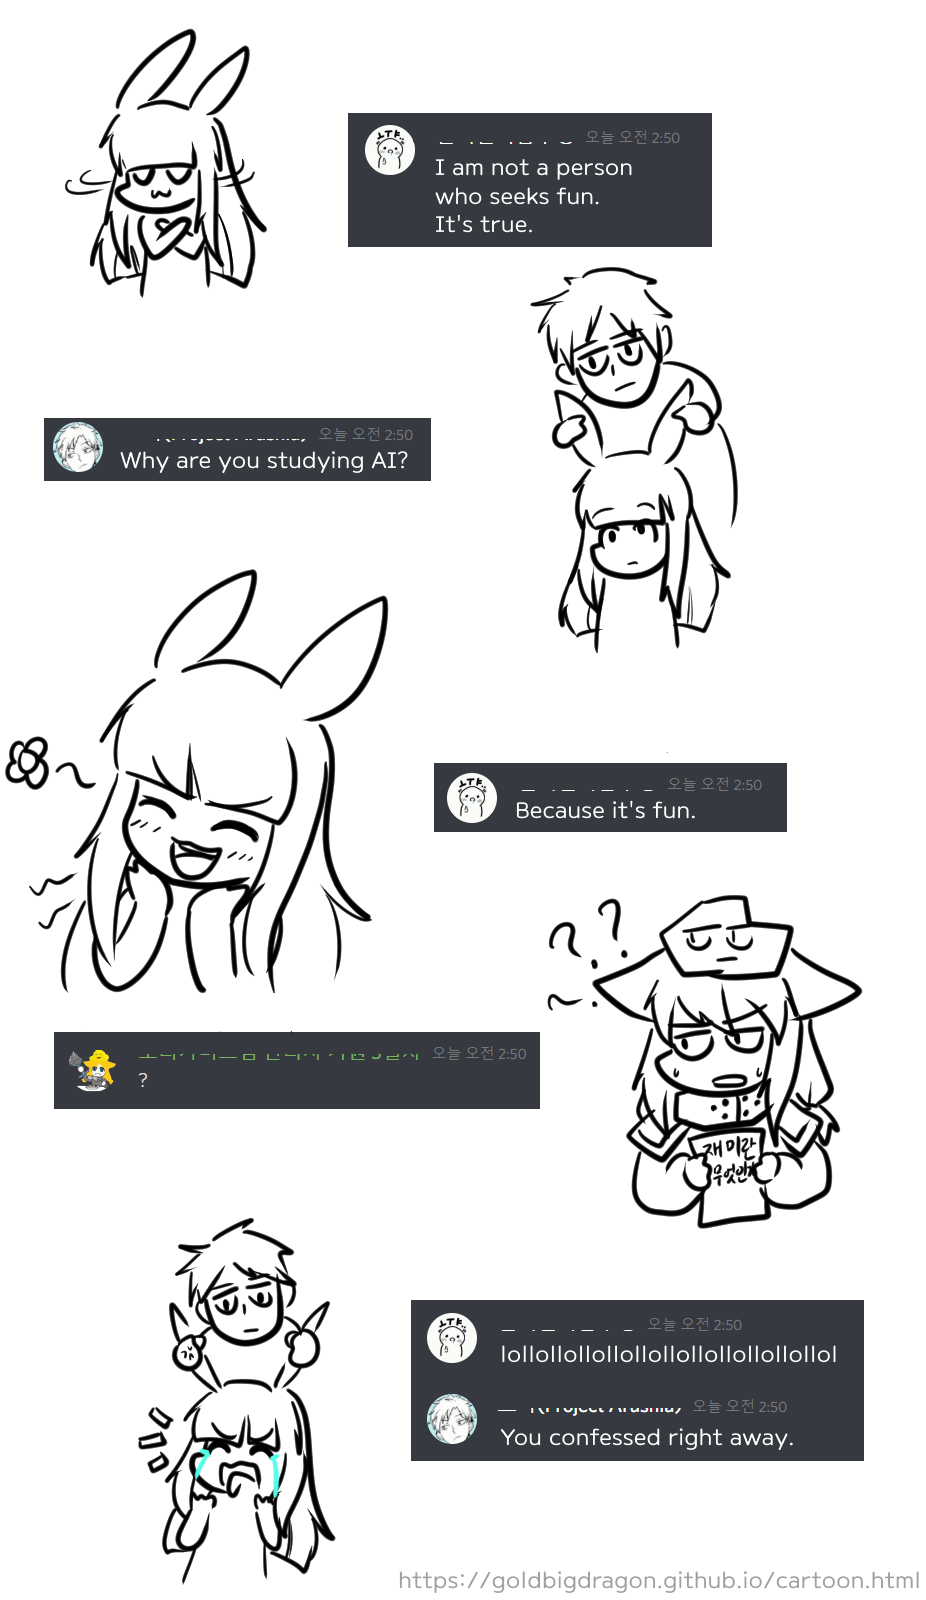 오늘 오전 2:50
I am not a person
who seeks fun.
It's true.
오늘 오전 2:50
Why are you studying AI?
오늘 오전 2:50
Because it's fun.
? ?
오늘 오전 2:50
?
재미란
무엇인가
오늘 오전 2:50
lollollollollollollollollollollollollol
오늘 오전 2:50
You confessed right away.
https://goldbigdragon.github.io/cartoon.html